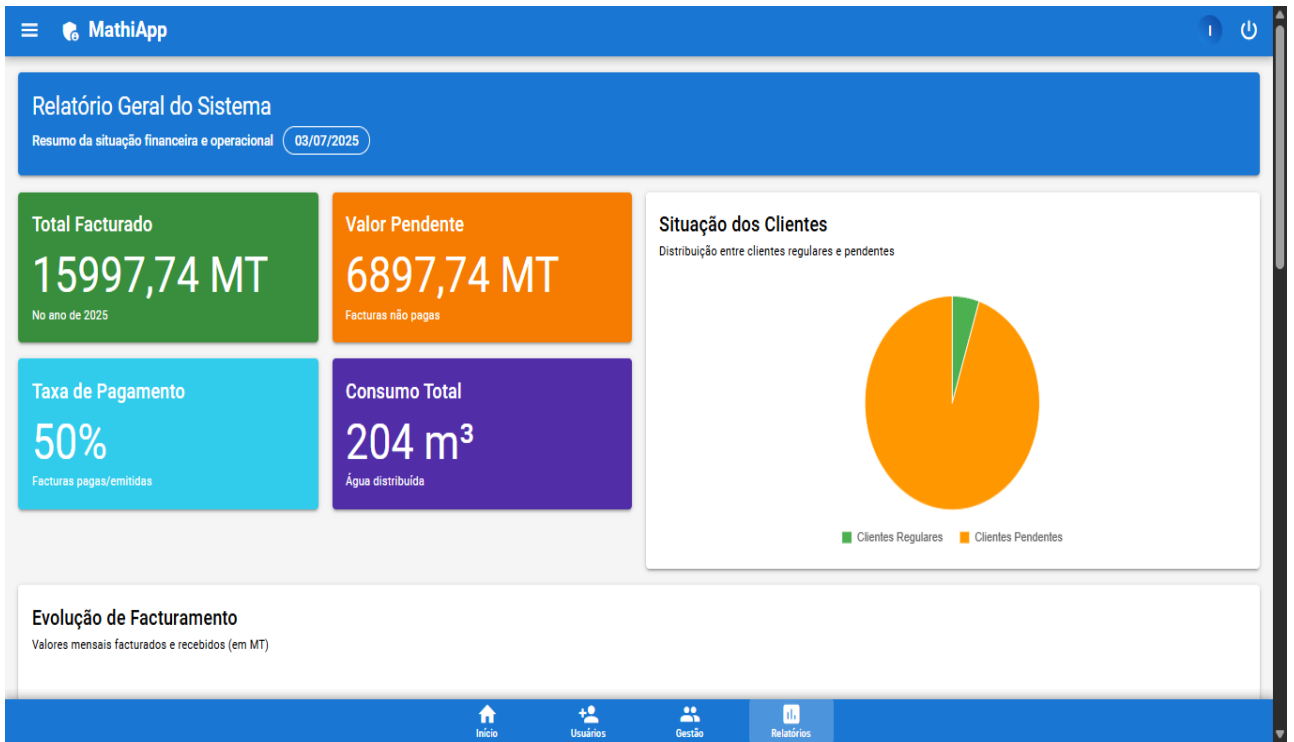 MathiApp
I
Relatório Geral do Sistema
Resumo da situação financeira e operacional 03/07/2025
Total Facturado
15997,74 MT
No ano de 2025
Valor Pendente
6897,74 MT
Facturas não pagas
Taxa de Pagamento
50%
Facturas pagas/emitidas
Consumo Total
204 m³
Água distribuída
Situação dos Clientes
Distribuição entre clientes regulares e pendentes
Clientes Regulares Clientes Pendentes
Evolução de Facturamento
Valores mensais facturados e recebidos (em MT)
Início Usuários Gestão Relatórios